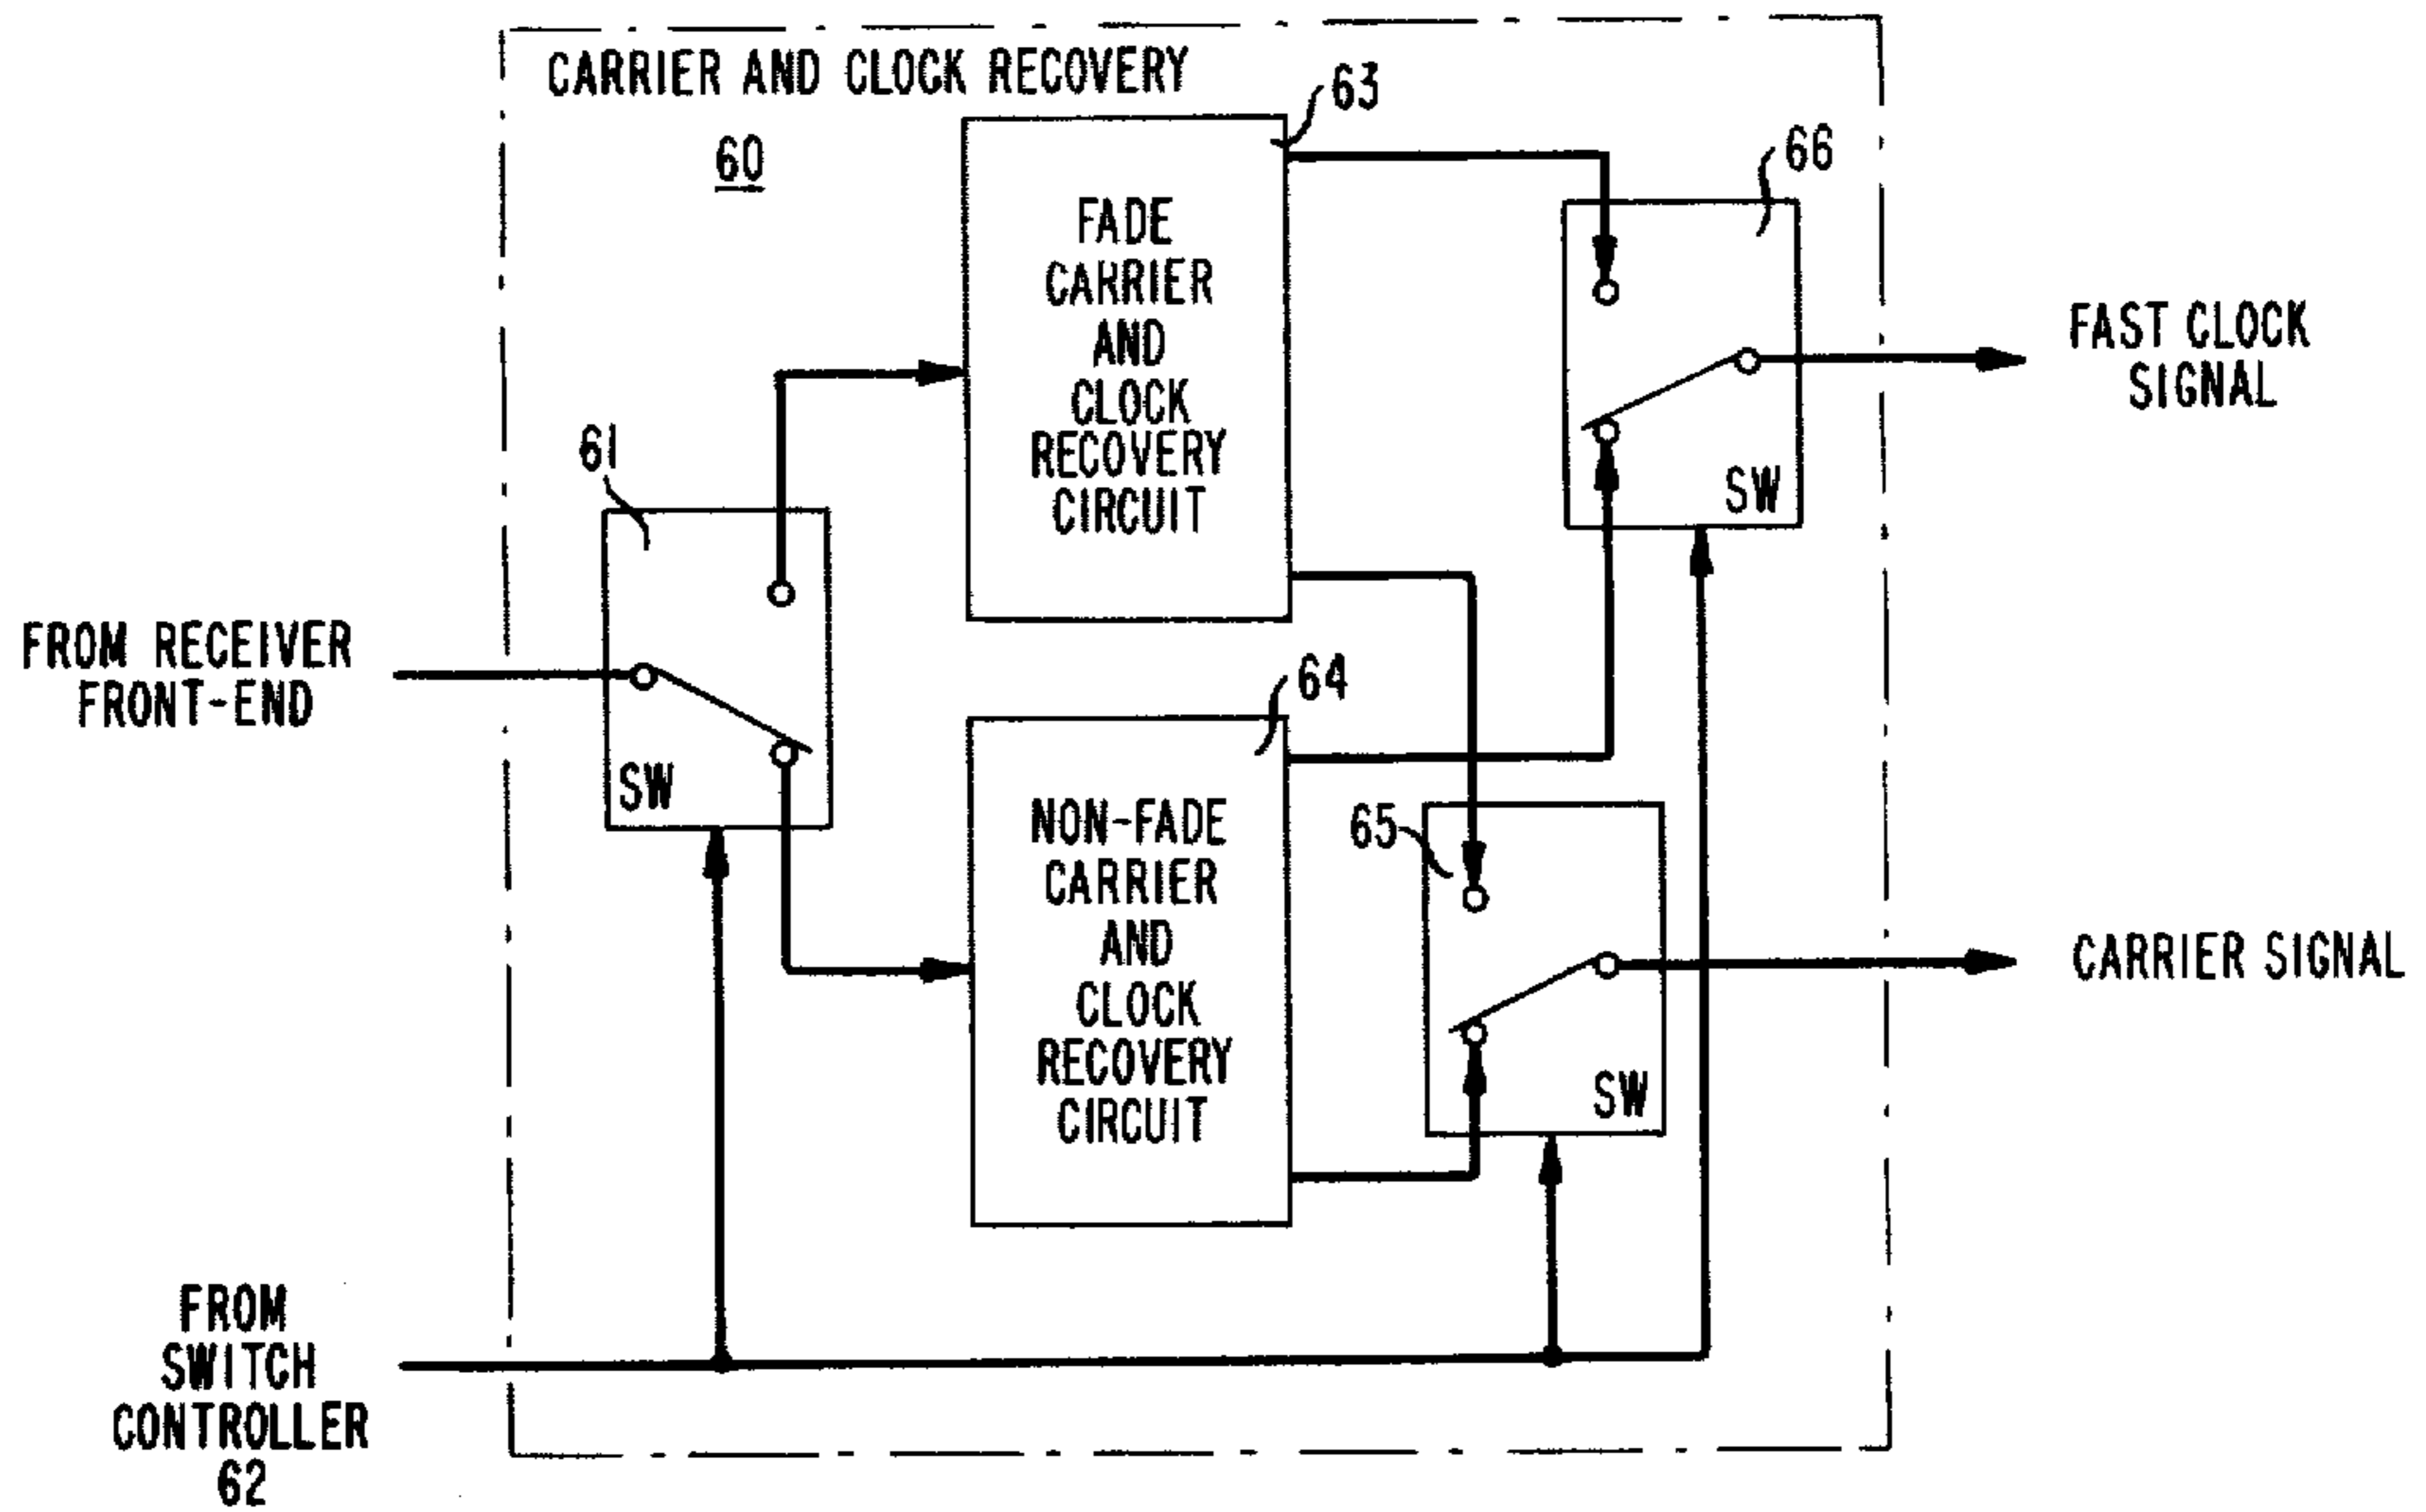 CARRIER AND CLOCK RECOVERY
60
63
FADE
CARRIER
AND
CLOCK
RECOVERY
CIRCUIT
66
SW
FAST CLOCK
SIGNAL
61
SW
FROM RECEIVER
FRONT-END
64
NON-FADE
CARRIER
AND
CLOCK
RECOVERY
CIRCUIT
65
SW
CARRIER SIGNAL
FROM
SWITCH
CONTROLLER
62